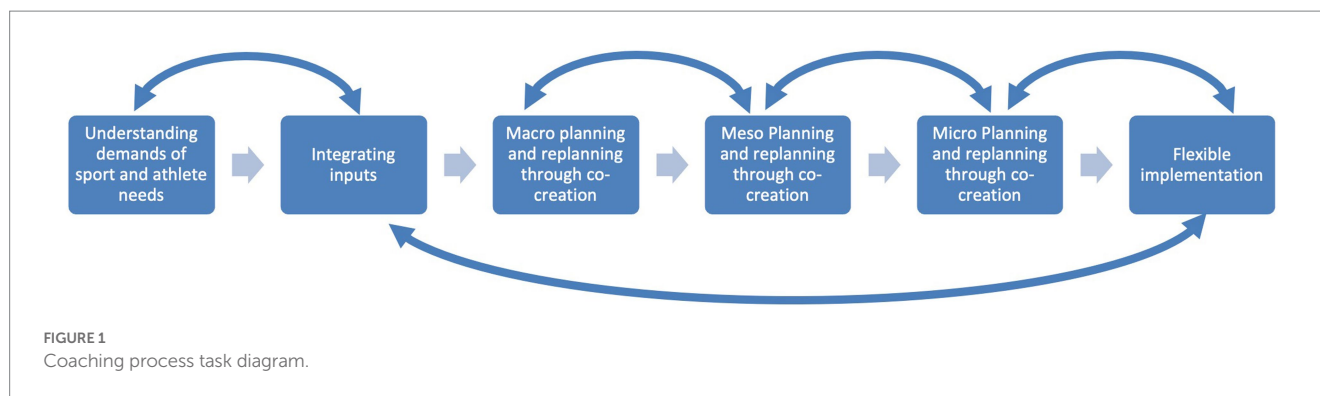 Understanding
demands of
sport and athlete
needs
Integrating
inputs
Macro planning
and replanning
through co-
creation
Meso Planning
and replanning
through co-
creation
Micro Planning
and replanning
through co-
creation
Flexible
implementation
FIGURE 1
Coaching process task diagram.